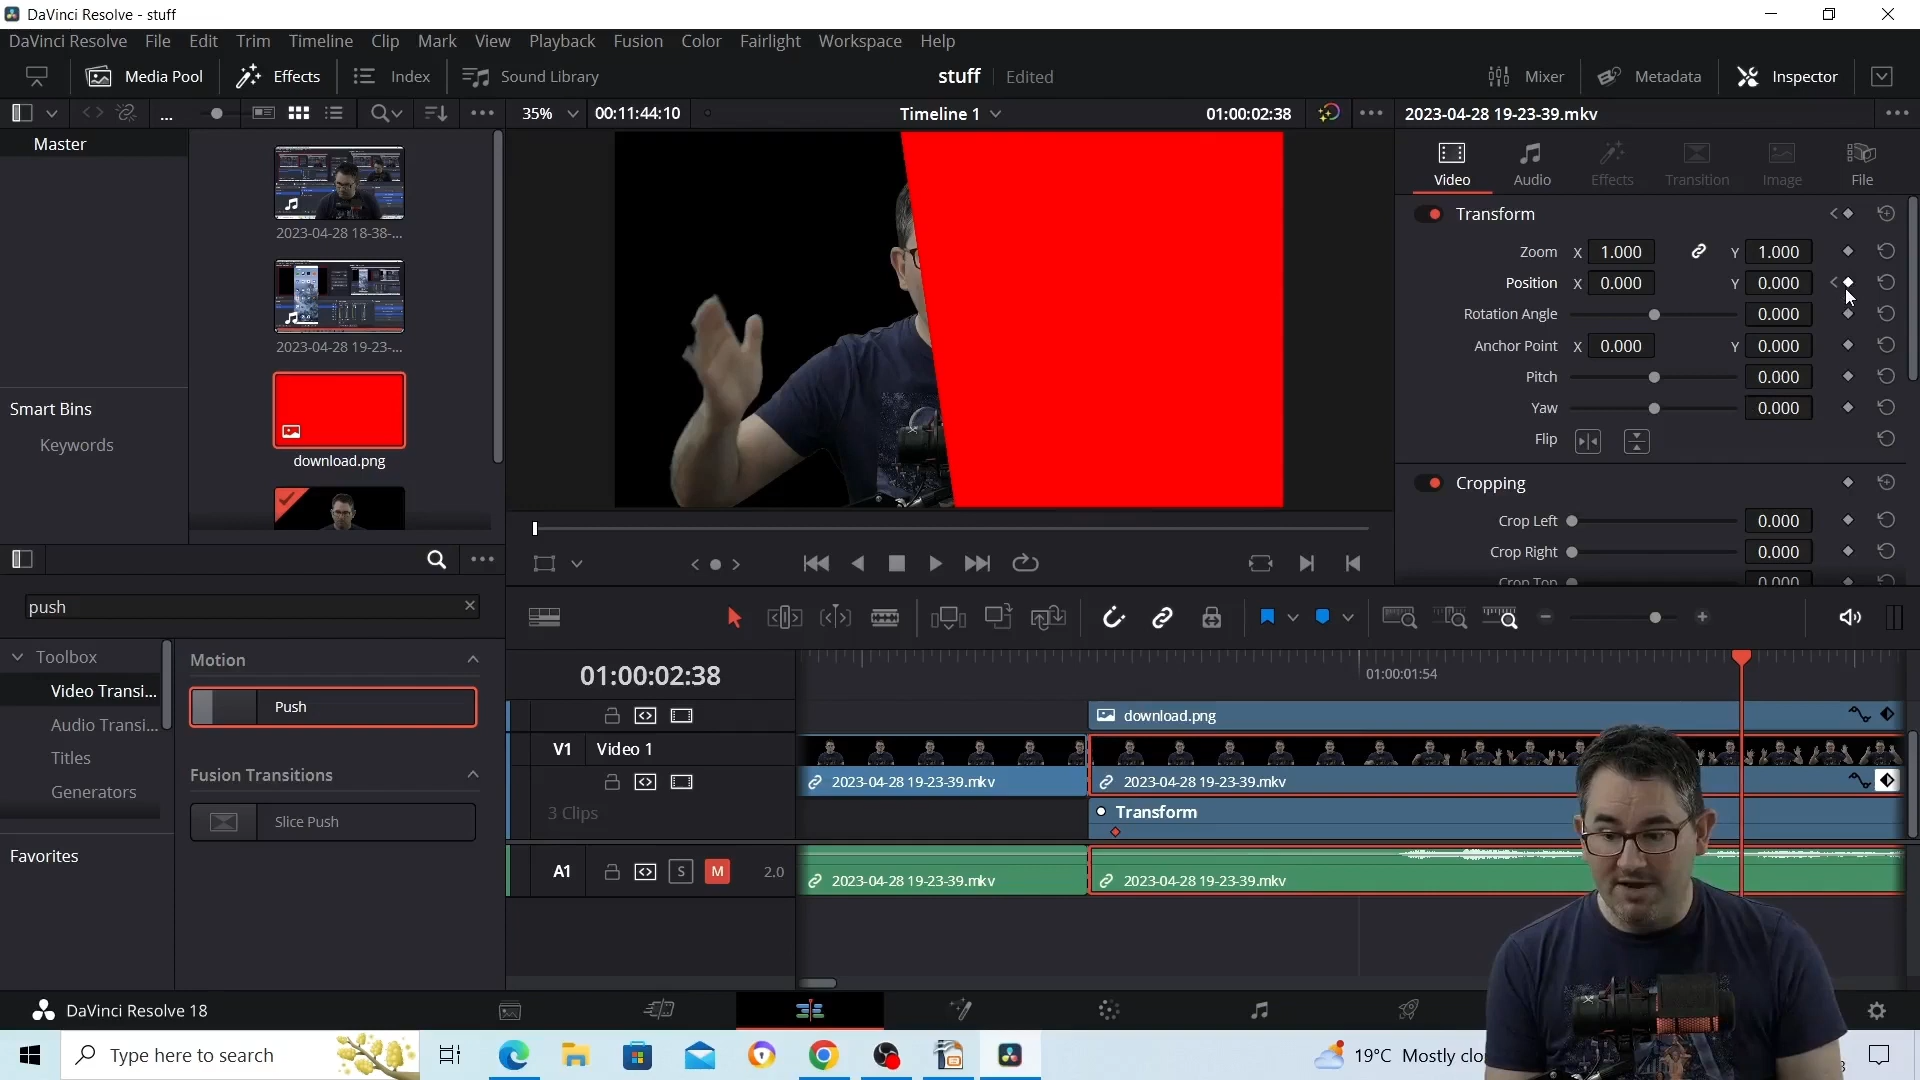 DaVinci Resolve - stuff
DaVinci Resolve File Edit Trim Timeline Clip Mark View Playback Fusion Color Fairlight Workspace Help
Media Pool Effects Index Sound Library stuff Edited Mixer Metadata Inspector
... 35% 00:11:44:10 Timeline 1 01:00:02:38 2023-04-28 19-23-39.mkv
Master
2023-04-28 18-38-...
2023-04-28 19-23-...
download.png
Smart Bins
Keywords
Video Audio Effects Transition Image File
Transform
Zoom X 1.000 Y 1.000
Position X 0.000 Y 0.000
Rotation Angle 0.000
Anchor Point X 0.000 Y 0.000
Pitch 0.000
Yaw 0.000
Flip
Cropping
Crop Left 0.000
Crop Right 0.000
Crop Top 0.000
push
Toolbox
Video Transi...
Audio Transi...
Titles
Generators
Favorites
Motion
Push
Fusion Transitions
Slice Push
01:00:02:38
01:00:01:54
download.png
V1 Video 1
2023-04-28 19-23-39.mkv 2023-04-28 19-23-39.mkv
3 Clips
Transform
A1 S M 2.0
2023-04-28 19-23-39.mkv 2023-04-28 19-23-39.mkv
DaVinci Resolve 18
Type here to search
19°C Mostly clo